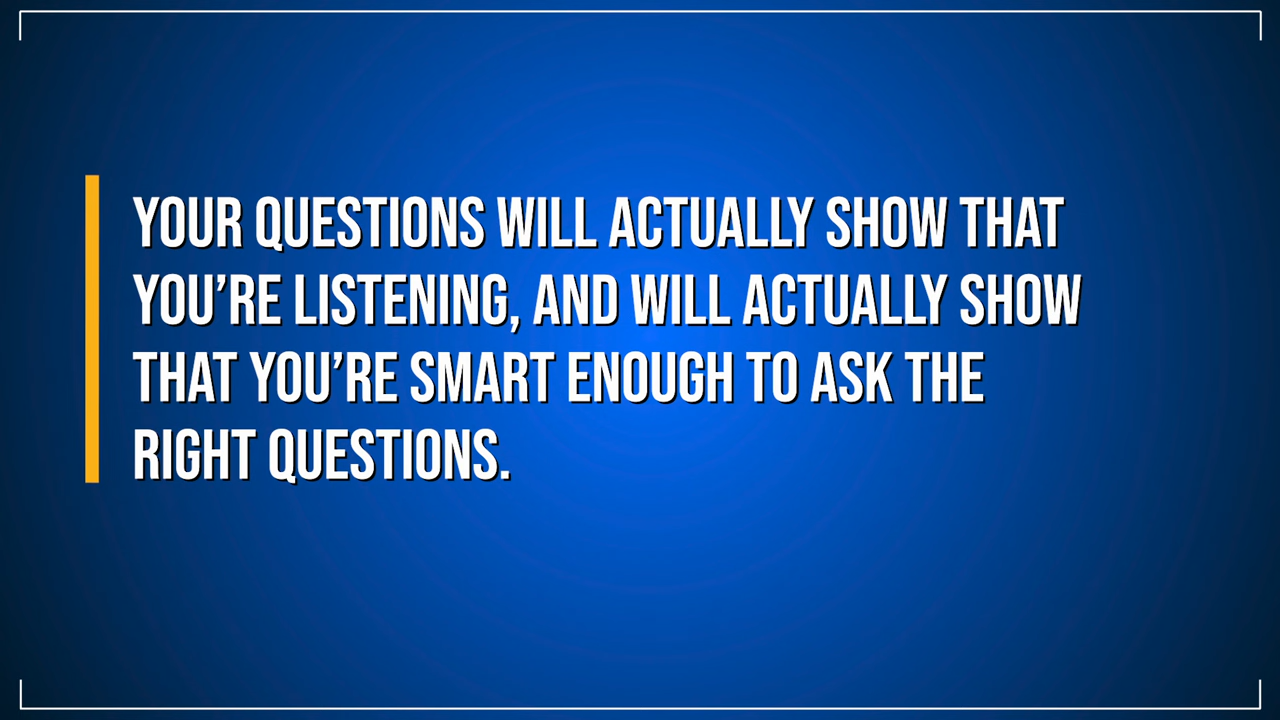 YOUR QUESTIONS WILL ACTUALLY SHOW THAT
YOU’RE LISTENING, AND WILL ACTUALLY SHOW
THAT YOU’RE SMART ENOUGH TO ASK THE
RIGHT QUESTIONS.